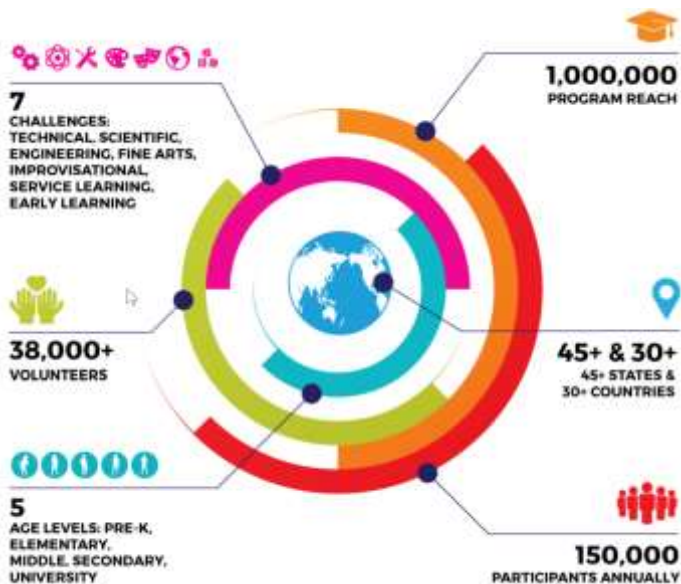 7
CHALLENGES:
TECHNICAL, SCIENTIFIC,
ENGINEERING, FINE ARTS,
IMPROVISATIONAL,
SERVICE LEARNING,
EARLY LEARNING
38,000+
VOLUNTEERS
5
AGE LEVELS: PRE-K,
ELEMENTARY,
MIDDLE, SECONDARY,
UNIVERSITY
1,000,000
PROGRAM REACH
45+ & 30+
45+ STATES &
30+ COUNTRIES
150,000
PARTICIPANTS ANNUALLY